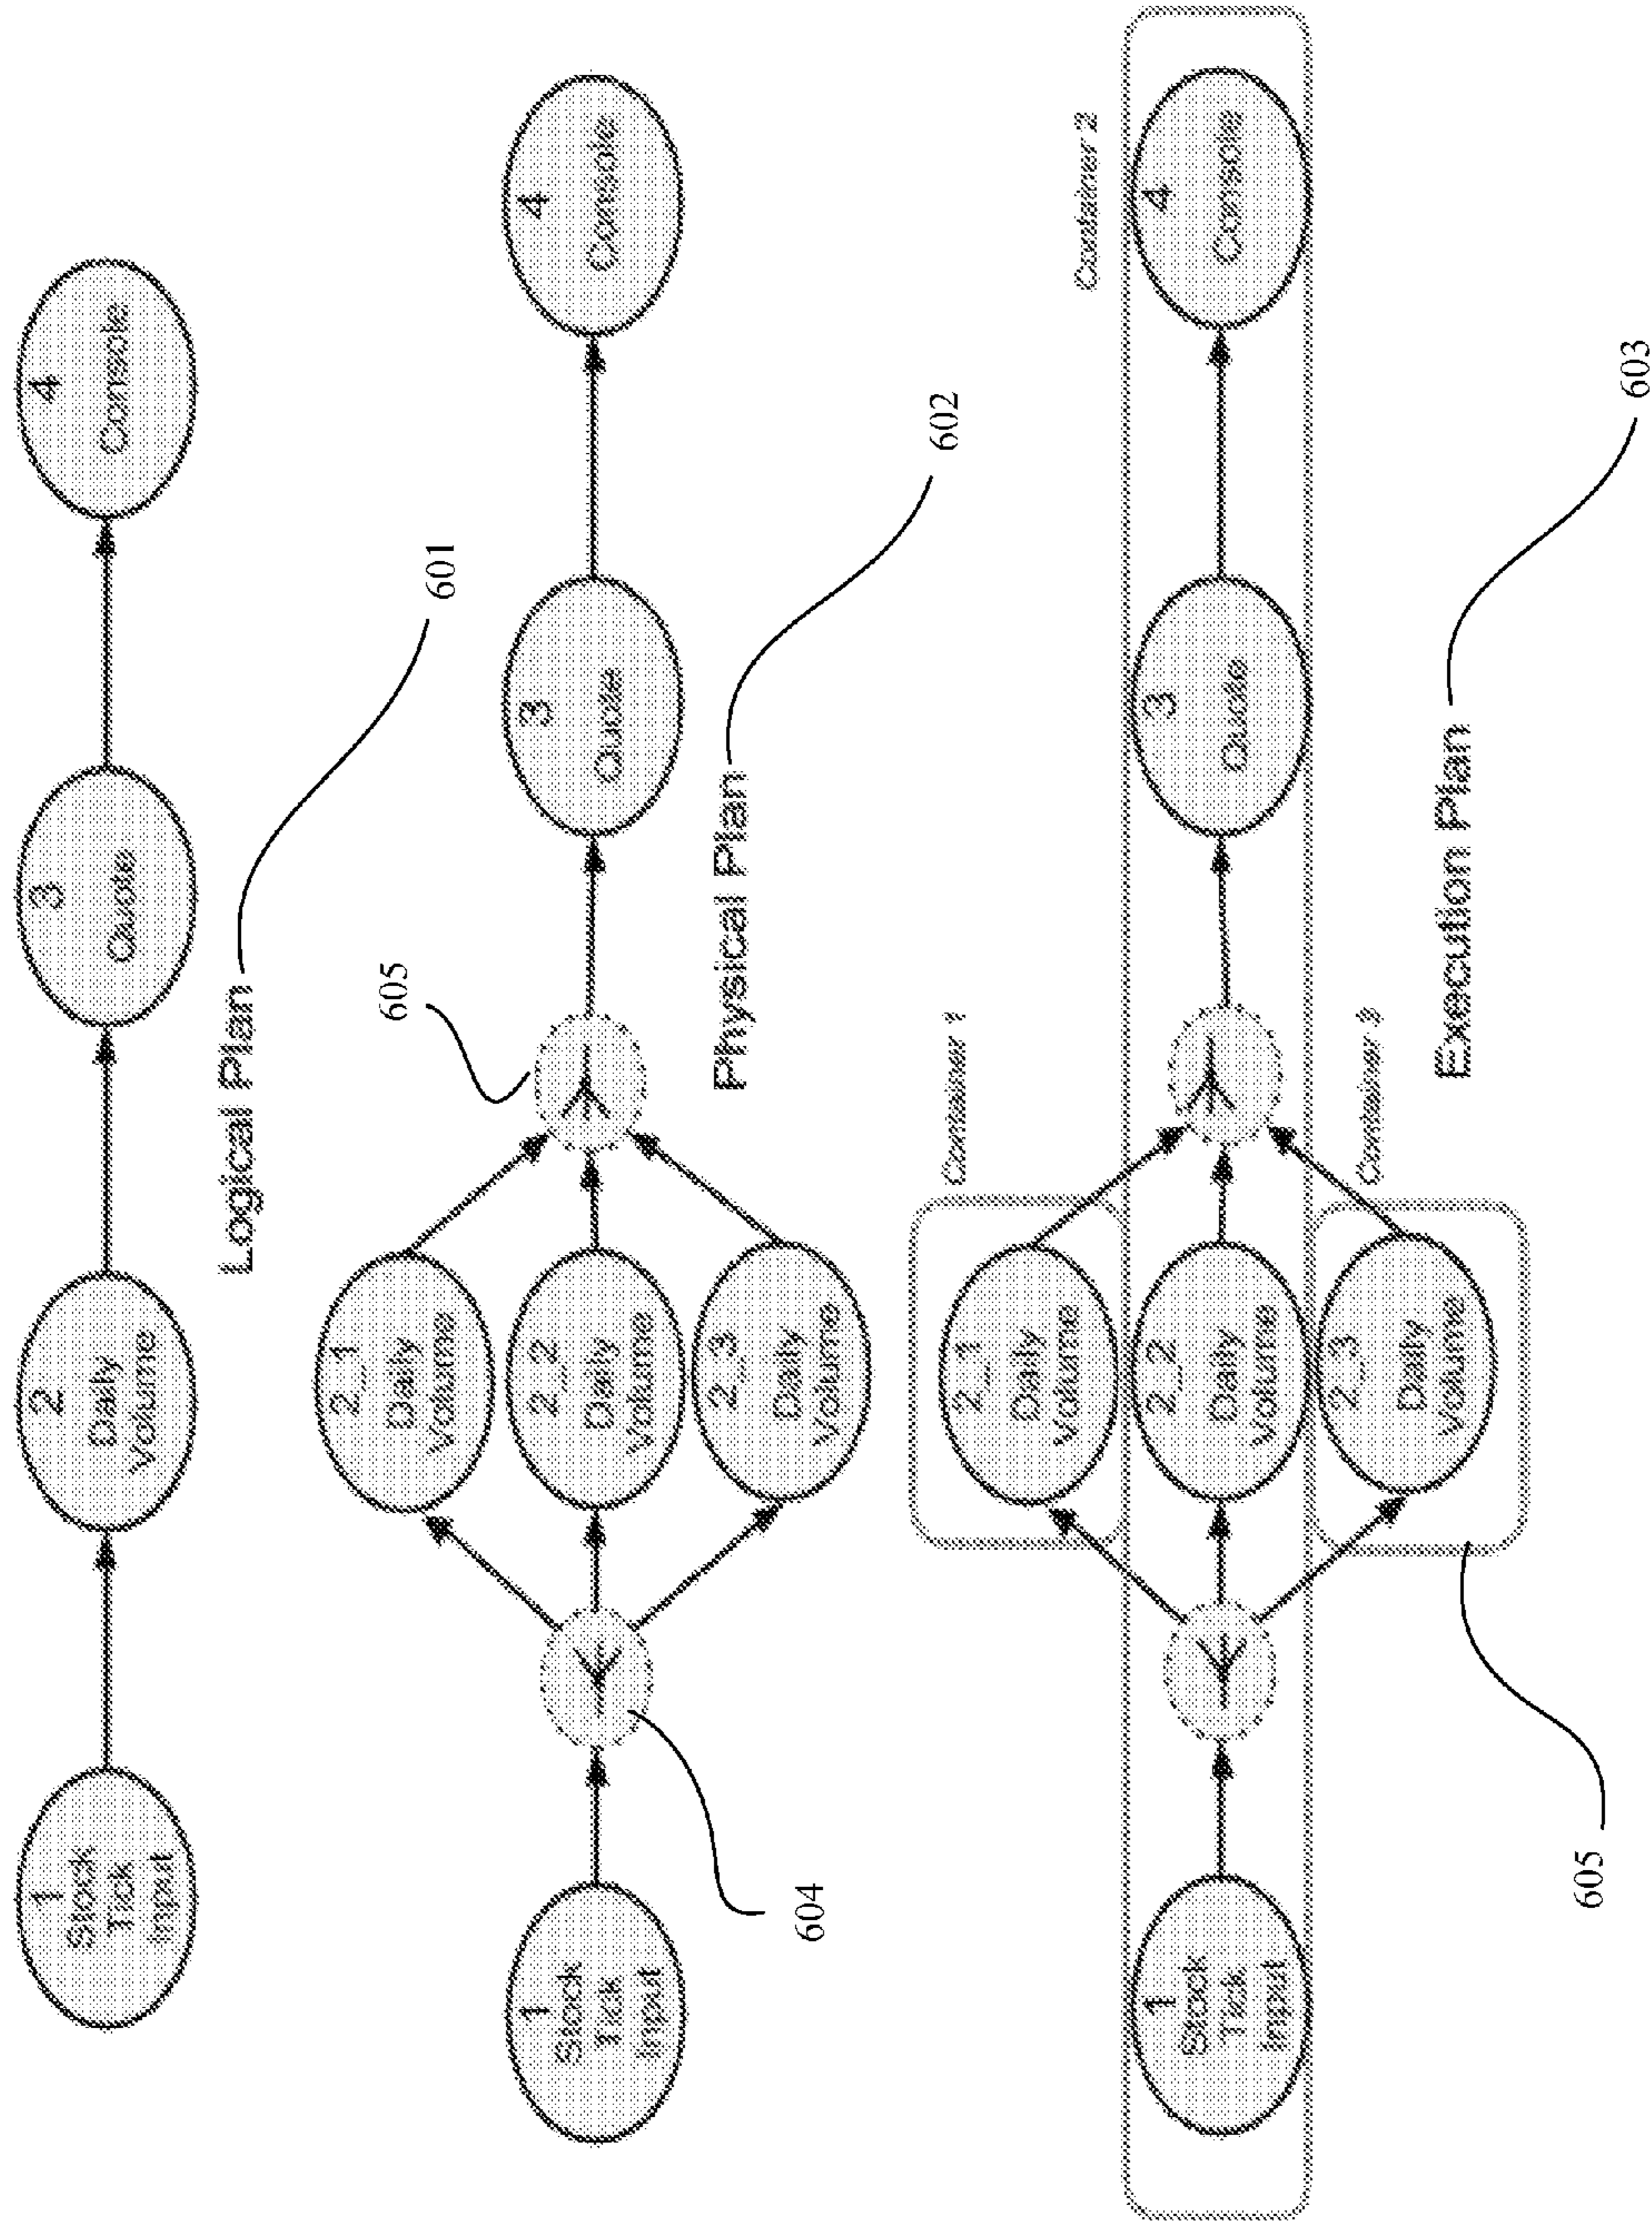 1
Stock
Tick
Input
2
Daily
Volume
3
Quote
4
Console
Logical Plan
601
1
Stock
Tick
Input
604
2_1
Daily
Volume
2_2
Daily
Volume
2_3
Daily
Volume
605
3
Quote
4
Console
Physical Plan
602
Container 1
Container 2
1
Stock
Tick
Input
2_1
Daily
Volume
2_2
Daily
Volume
2_3
Daily
Volume
3
Quote
4
Console
Container 3
605
Execution Plan
603